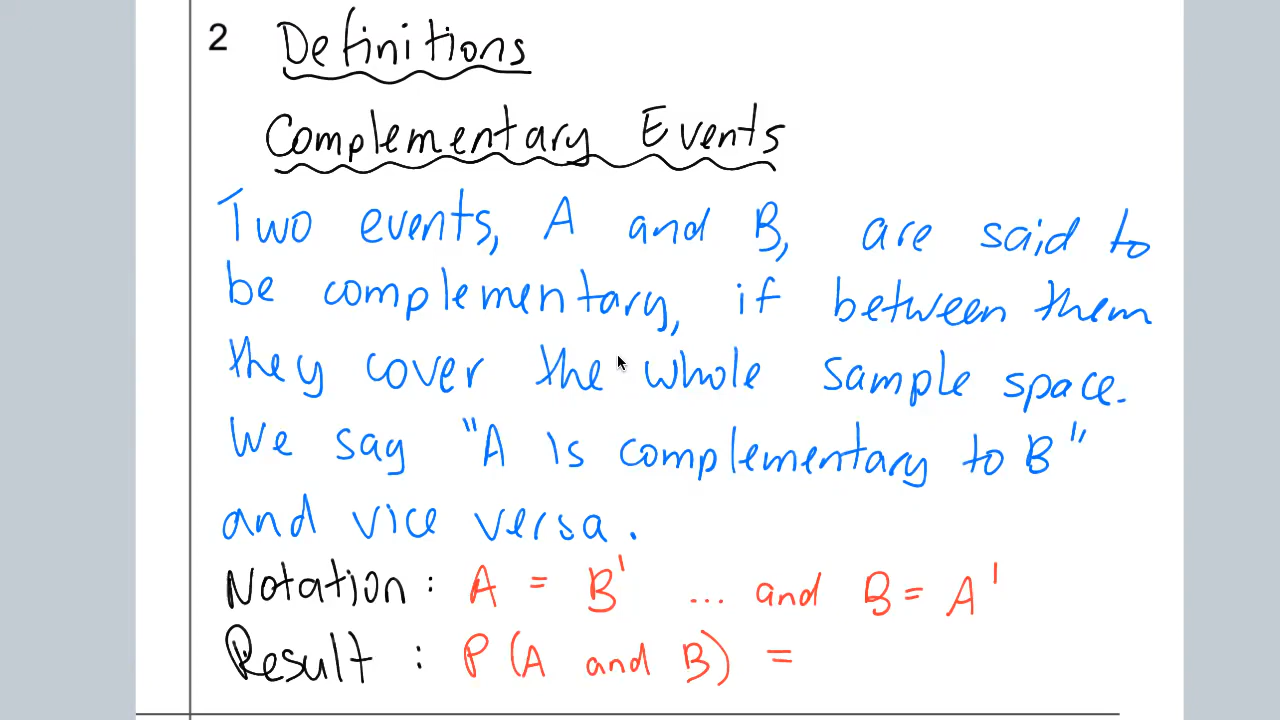 2 Definitions
Complementary Events
Two events, A and B, are said to
be complementary, if between them
they cover the whole sample space.
We say "A is complementary to B"
and vice versa.
Notation: A = B' ... and B = A'
Result: P(A and B) =